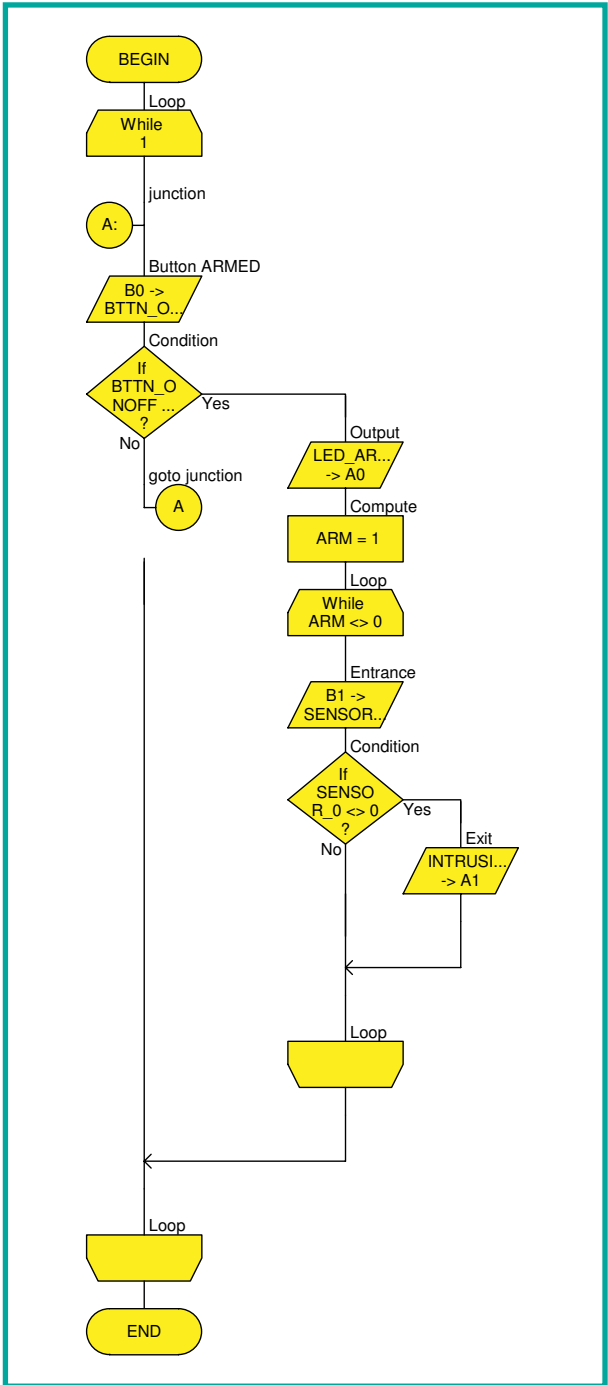 BEGIN
Loop
While
1
junction
A:
Button ARMED
B0 ->
BTTN_O...
Condition
If
BTTN_O
NOFF ...
?
Yes
No
goto junction
A
Output
LED_AR...
-> A0
Compute
ARM = 1
Loop
While
ARM <> 0
Entrance
B1 ->
SENSOR...
Condition
If
SENSO
R_0 <> 0
?
Yes
No
Exit
INTRUSI...
-> A1
Loop
Loop
END